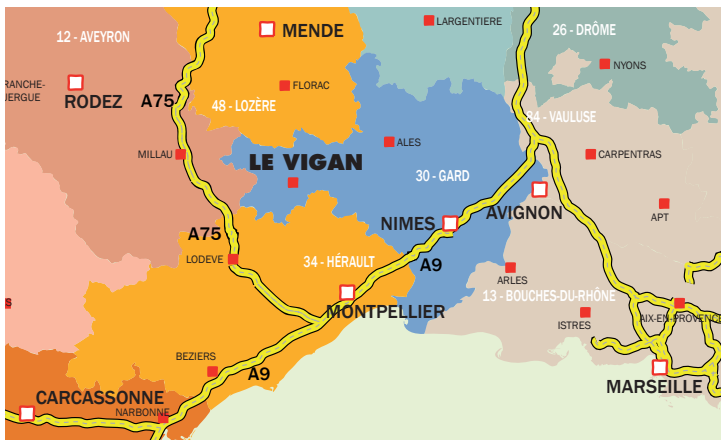 LARGENTIERE
12 - AVEYRON
MENDE
26 - DRÔME
NYONS
RANCHE-
UERGUE
RODEZ
A75
FLORAC
48 - LOZÈRE
84 - VAULUSE
MILLAU
LE VIGAN
ALES
CARPENTRAS
30 - GARD
AVIGNON
APT
NIMES
A75
LODEVE
34 - HÉRAULT
A9
ARLES
13 - BOUCHES-DU-RHÔNE
MONTPELLIER
ISTRES
AIX-EN-PROVENCE
BEZIERS
A9
MARSEILLE
CARCASSONNE
NARBONNE